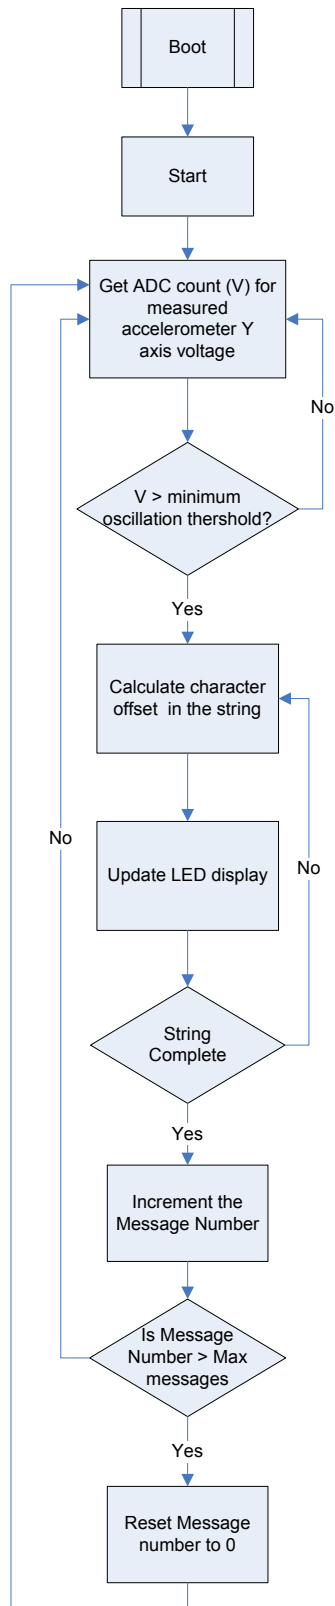 Boot
Start
Get ADC count (V) for
measured
accelerometer Y
axis voltage
No
V > minimum
oscillation thershold?
Yes
Calculate character
offset  in the string
No
Update LED display
No
String
Complete
Yes
Increment the
Message Number
Is Message
Number > Max
messages
Yes
Reset Message
number to 0